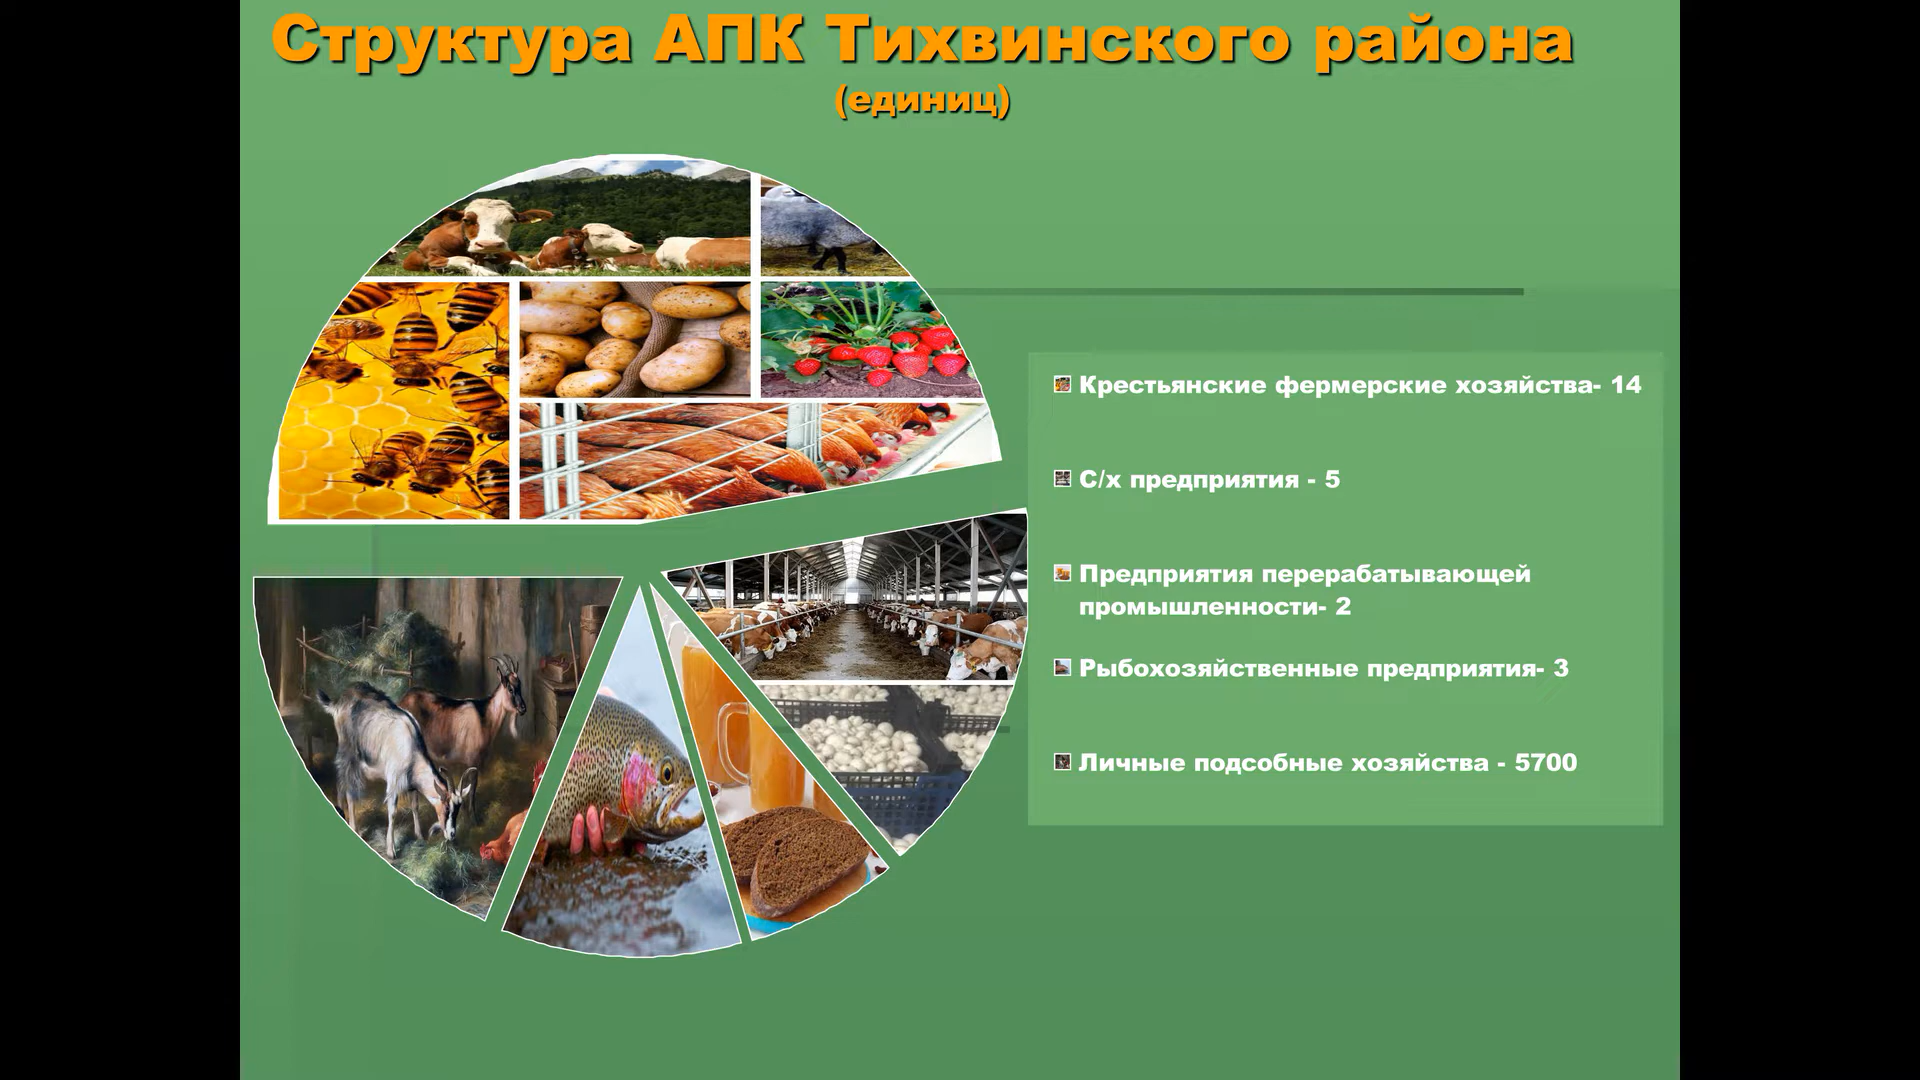 Структура АПК Тихвинского района
(единиц)
Крестьянские фермерские хозяйства- 14
С/х предприятия - 5
Предприятия перерабатывающей
промышленности- 2
Рыбохозяйственные предприятия- 3
Личные подсобные хозяйства - 5700